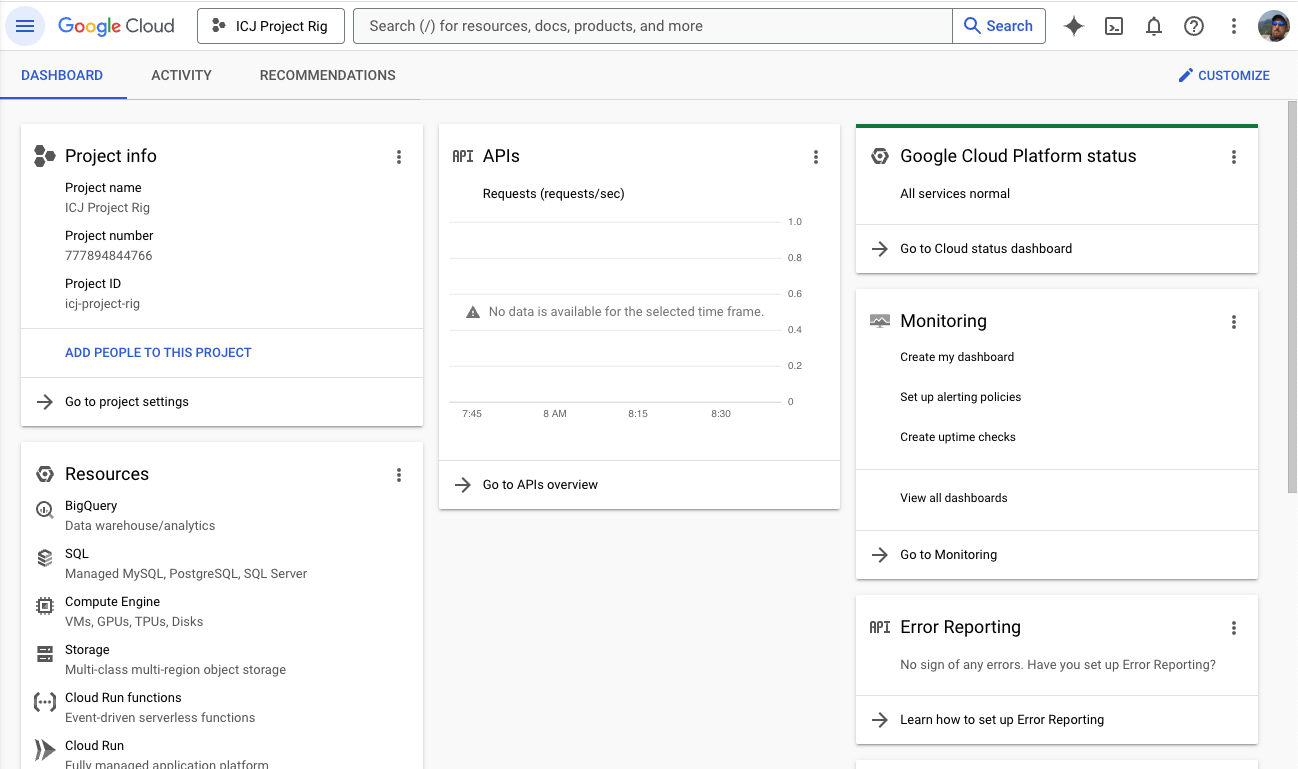 Google Cloud
ICJ Project Rig
Search (/) for resources, docs, products, and more
Search
DASHBOARD
ACTIVITY
RECOMMENDATIONS
CUSTOMIZE
Project info
Project name
ICJ Project Rig
Project number
777894844766
Project ID
icj-project-rig
ADD PEOPLE TO THIS PROJECT
Go to project settings
Resources
BigQuery
Data warehouse/analytics
SQL
Managed MySQL, PostgreSQL, SQL Server
Compute Engine
VMs, GPUs, TPUs, Disks
Storage
Multi-class multi-region object storage
Cloud Run functions
Event-driven serverless functions
Cloud Run
Fully managed application platform
API APIs
Requests (requests/sec)
1.0
0.8
0.6
No data is available for the selected time frame.
0.4
0.2
0
7:45 8 AM 8:15 8:30
Go to APIs overview
Google Cloud Platform status
All services normal
Go to Cloud status dashboard
Monitoring
Create my dashboard
Set up alerting policies
Create uptime checks
View all dashboards
Go to Monitoring
API Error Reporting
No sign of any errors. Have you set up Error Reporting?
Learn how to set up Error Reporting